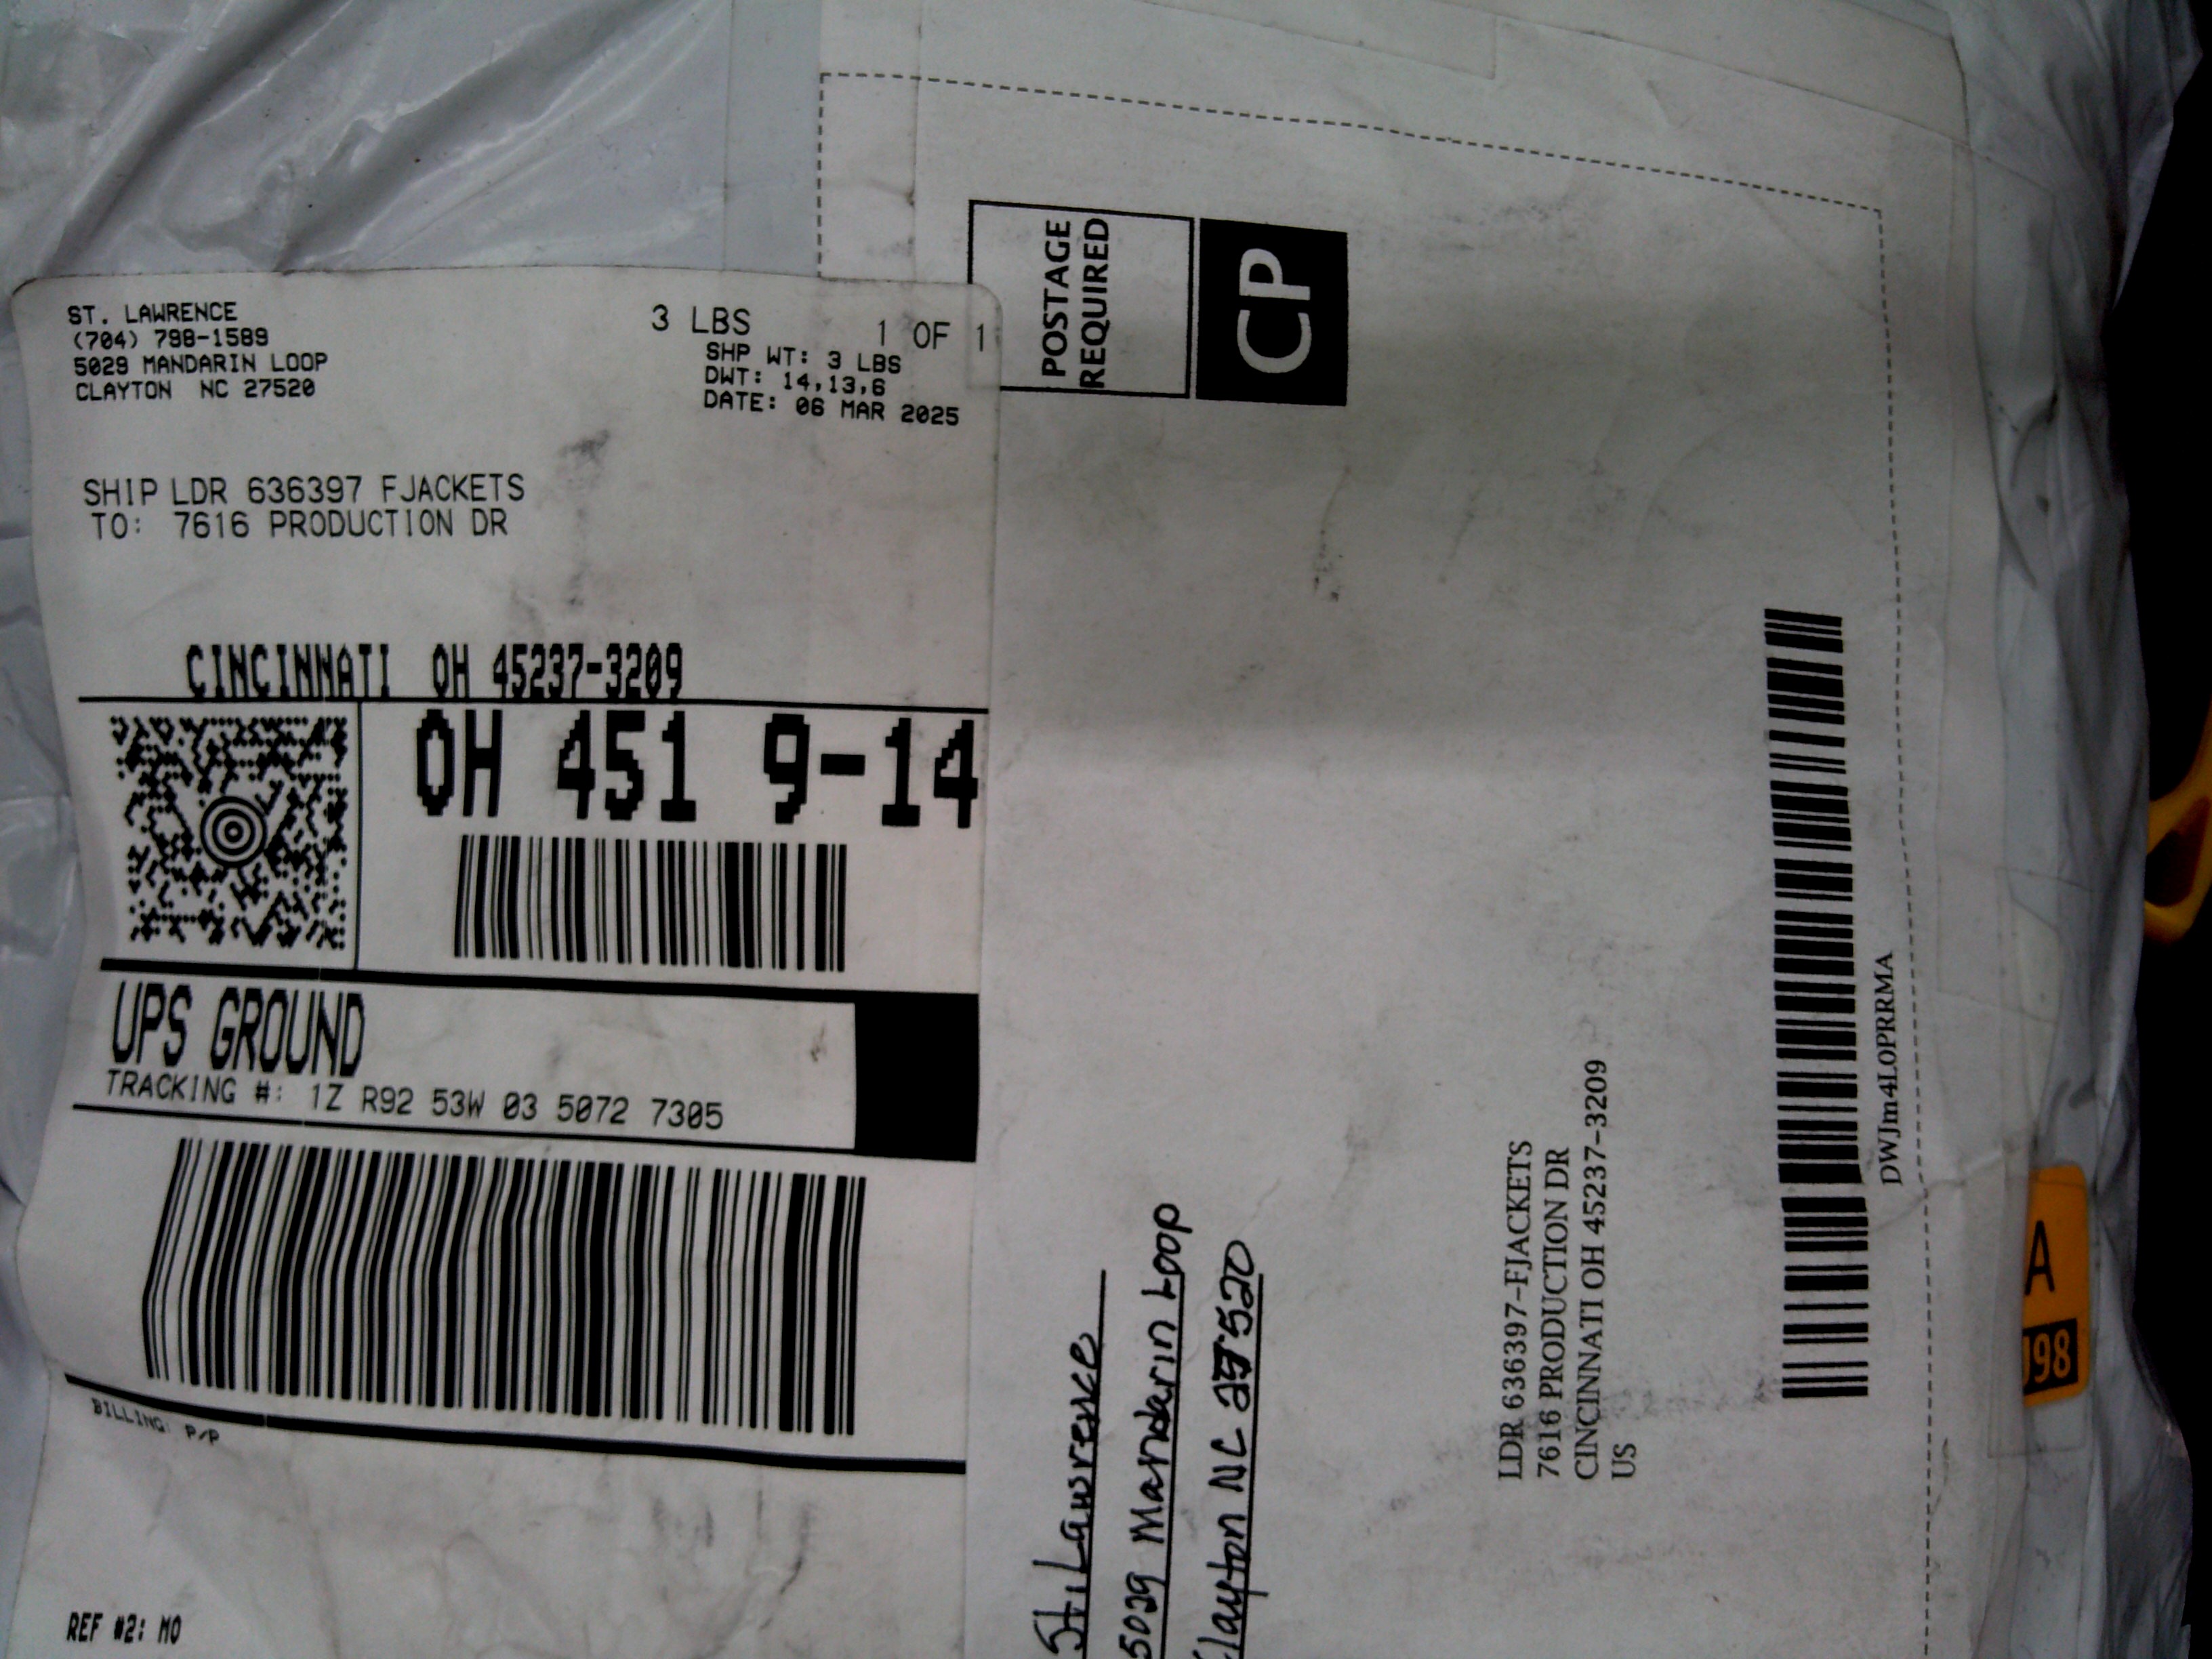 ST. LAWRENCE
(704) 798-1589
5029 MANDARIN LOOP
CLAYTON NC 27520
3 LBS 1 OF 1
SHP WT: 3 LBS
DWT: 14,13,6
DATE: 06 MAR 2025
SHIP LDR 636397 FJACKETS
TO: 7616 PRODUCTION DR
CINCINNATI OH 45237-3209
OH 451 9-14
UPS GROUND
TRACKING #: 1Z R92 53W 03 5072 7305
BILLING: P/P
REF #2: MO
POSTAGE
REQUIRED
CP
St. Lawrence
5029 Mandarin Loop
Clayton NC 27520
LDR 636397-FJACKETS
7616 PRODUCTION DR
CINCINNATI OH 45237-3209
US
DWJm4L0PRRMA
A
098